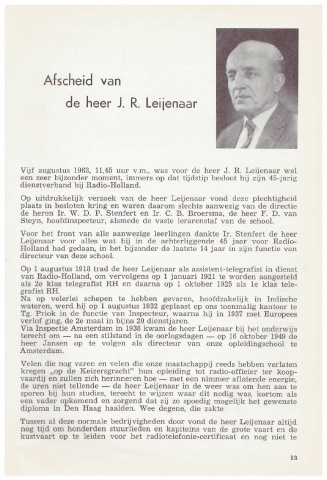 Afscheid van
de heer J. R. Leijenaar
Vijf augustus 1963, 11,45 uur v.m., was voor de heer J. R. Leijenaar wel
een zeer bijzonder moment, immers op dat tijdstip besloot hij zijn 45-jarig
dienstverband bij Radio-Holland.
Op uitdrukkelijk verzoek van de heer Leijenaar vond deze plechtigheid
plaats in besloten kring en waren daarom slechts aanwezig van de directie
de heren Ir. W. D. P. Stenfert en Ir. C. B. Broersma, de heer F. D. van
Steyn, hoofdinspecteur, alsmede de vaste lerarenstaf van de school.
Voor het front van alle aanwezige leerlingen dankte Ir. Stenfert de heer
Leijenaar voor alles wat hij in de achterliggende 45 jaar voor Radio-
Holland had gedaan, in het bijzonder de laatste 14 jaar in zijn functie van
directeur van deze school.
Op 1 augustus 1918 trad de heer Leijenaar als assistent-telegrafist in dienst
van Radio-Holland, om vervolgens op 1 januari 1921 te worden aangesteld
als 2e klas telegrafist RH en daarna op 1 oktober 1925 als 1e klas tele-
grafist RH.
Na op velerlei schepen te hebben gevaren, hoofdzakelijk in Indische
wateren, werd hij op 1 augustus 1932 geplaatst op ons toenmalig kantoor te
Tg. Priok in de functie van Inspecteur, waarna hij in 1937 met Europees
verlof ging, de 2e maal in bijna 20 dienstjaren.
Via Inspectie Amsterdam in 1938 kwam de heer Leijenaar bij het onderwijs
terecht om — na een stilstand in de oorlogsdagen — op 16 oktober 1949 de heer
Jansen op te volgen als directeur van onze opleidingschool te
Amsterdam.
Velen die nog varen en velen die onze maatschappij reeds hebben verlaten
kregen „op de Keizersgracht" hun opleiding tot radio-officier ter koop-
vaardij en zullen zich herinneren hoe — met een nimmer aflatende energie,
de uren niet tellende — de heer Leijenaar in de weer was om hen aan te
sporen bij hun studies, terecht te wijzen waar dit nodig was, kortom als
een vader opkomend en zorgend dat zij zo spoedig mogelijk het gewenste
diploma in Den Haag haalden. Wee degene, die zakte.
Tussen al deze normale bedrijvigheden door vond de heer Leijenaar altijd
nog tijd om honderden stuurlieden en kapiteins van de grote vaart en de
kustvaart op te leiden voor het radiotelefonie-certificaat en nog niet te
13